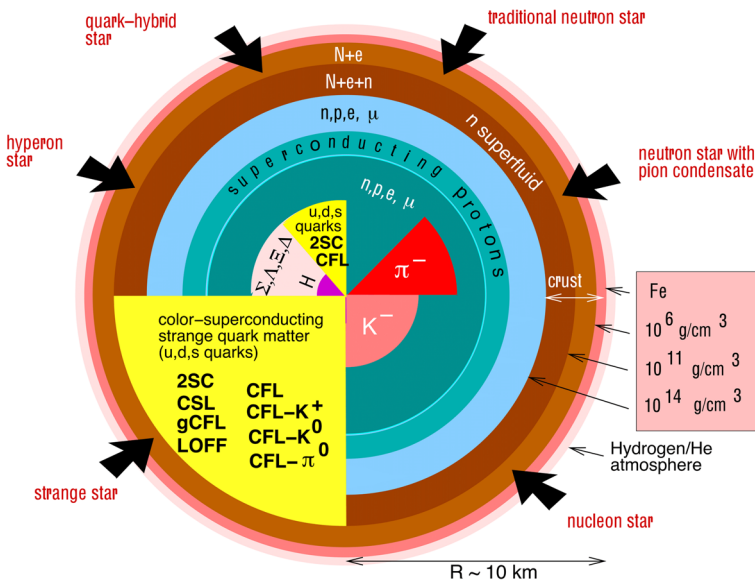 quark–hybrid
star
traditional neutron star
N+e
N+e+n
n,p,e, μ
n superfluid
hyperon
star
neutron star with
pion condensate
superconducting protons
n,p,e, μ
u,d,s
quarks
2SC
CFL
Σ,Λ,Ξ,Δ
H
π⁻
K⁻
crust
Fe
10⁶ g/cm³
10¹¹ g/cm³
10¹⁴ g/cm³
color–superconducting
strange quark matter
(u,d,s quarks)
2SC
CSL
gCFL
LOFF
CFL
CFL–K⁺
CFL–K⁰
CFL–π⁰
Hydrogen/He
atmosphere
strange star
nucleon star
R ~ 10 km